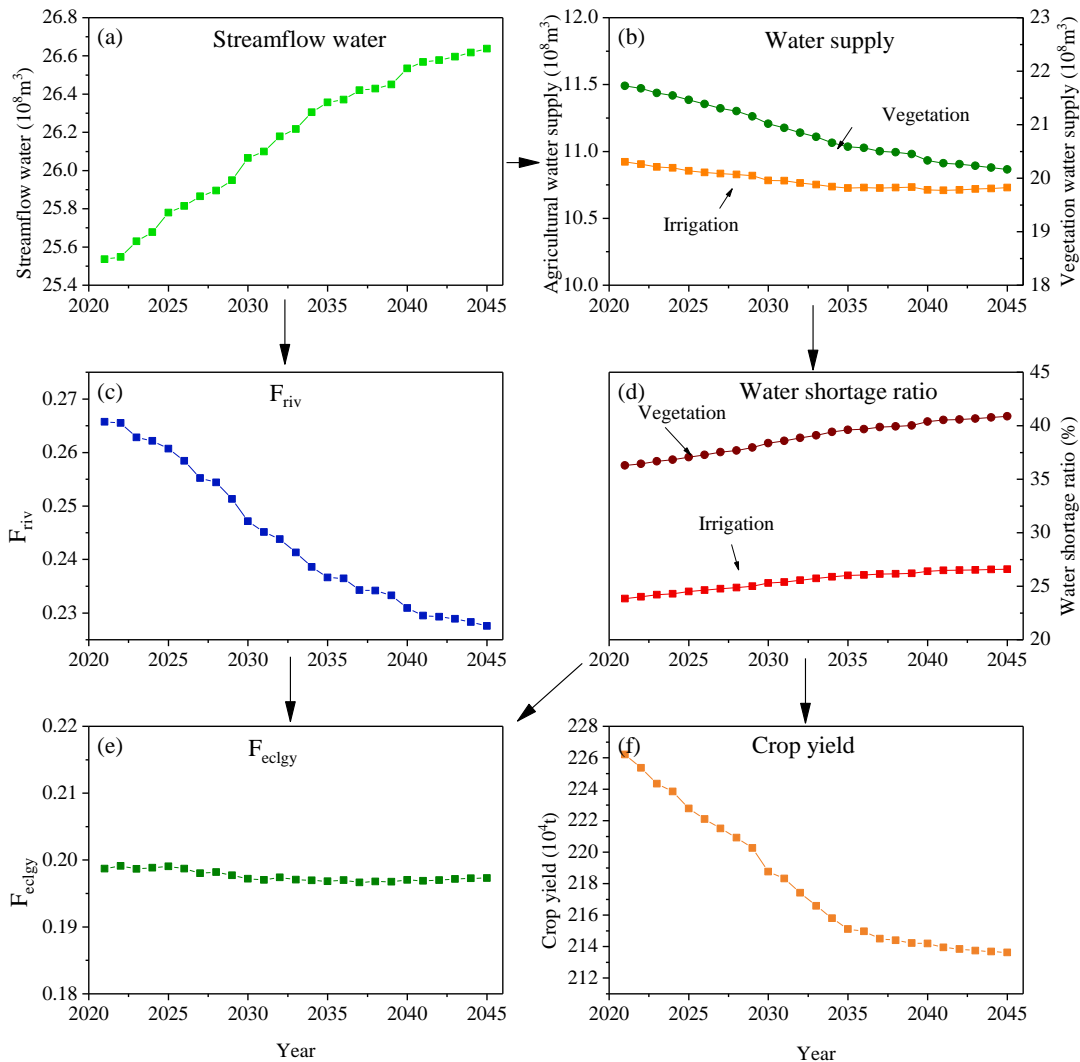 (a)
Streamflow water
Streamflow water (10⁸m³)
26.8
26.6
26.4
26.2
26.0
25.8
25.6
25.4
2020 2025 2030 2035 2040 2045
(b)
Water supply
Agricultural watrer supply (10⁸m³)
12.0
11.5
11.0
10.5
10.0
Vegetation
Irrigation
Vegetation water supply (10⁸m³)
23
22
21
20
19
18
2020 2025 2030 2035 2040 2045
(c)
F_riv
F_riv
0.27
0.26
0.25
0.24
0.23
2020 2025 2030 2035 2040 2045
(d)
Water shortage ratio
Vegetation
Irrigation
Water shortage ratio (%)
45
40
35
30
25
20
2020 2025 2030 2035 2040 2045
(e)
F_eclgy
F_eclgy
0.22
0.21
0.20
0.19
0.18
2020 2025 2030 2035 2040 2045
Year
(f)
Crop yield
Crop yield (10⁴t)
228
226
224
222
220
218
216
214
212
2020 2025 2030 2035 2040 2045
Year